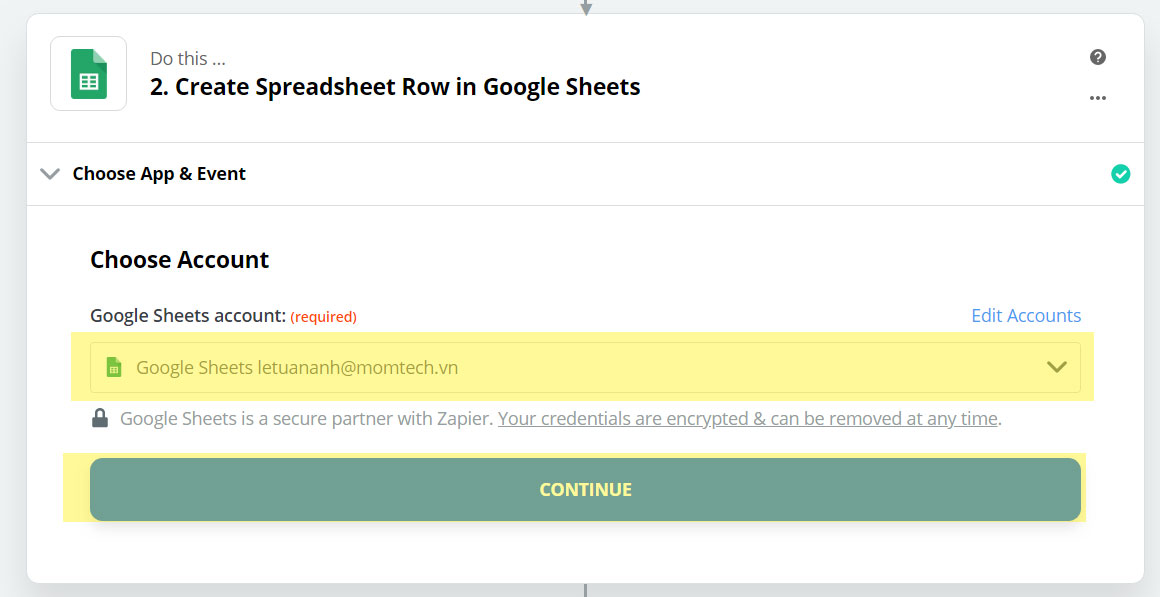 Do this ...
2. Create Spreadsheet Row in Google Sheets
Choose App & Event
Choose Account
Google Sheets account: (required)
Edit Accounts
Google Sheets letuananh@momtech.vn
Google Sheets is a secure partner with Zapier. Your credentials are encrypted & can be removed at any time.
CONTINUE